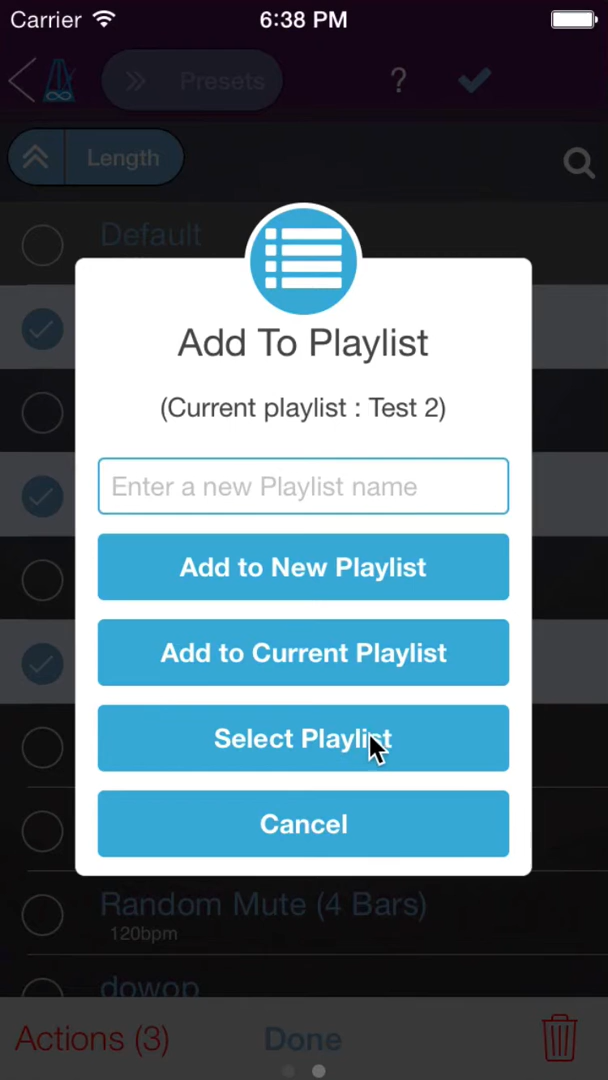 Carrier 6:38 PM
Presets ?
Length
Default
Add To Playlist
(Current playlist : Test 2)
Enter a new Playlist name
Add to New Playlist
Add to Current Playlist
Select Playlist
Cancel
Random Mute (4 Bars)
120bpm
dowop
Actions (3) Done